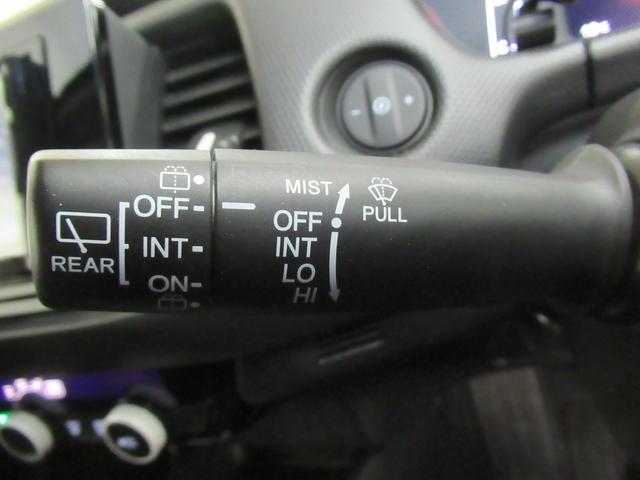 REAR
OFF
INT
ON
MIST
OFF
INT
LO
HI
PULL